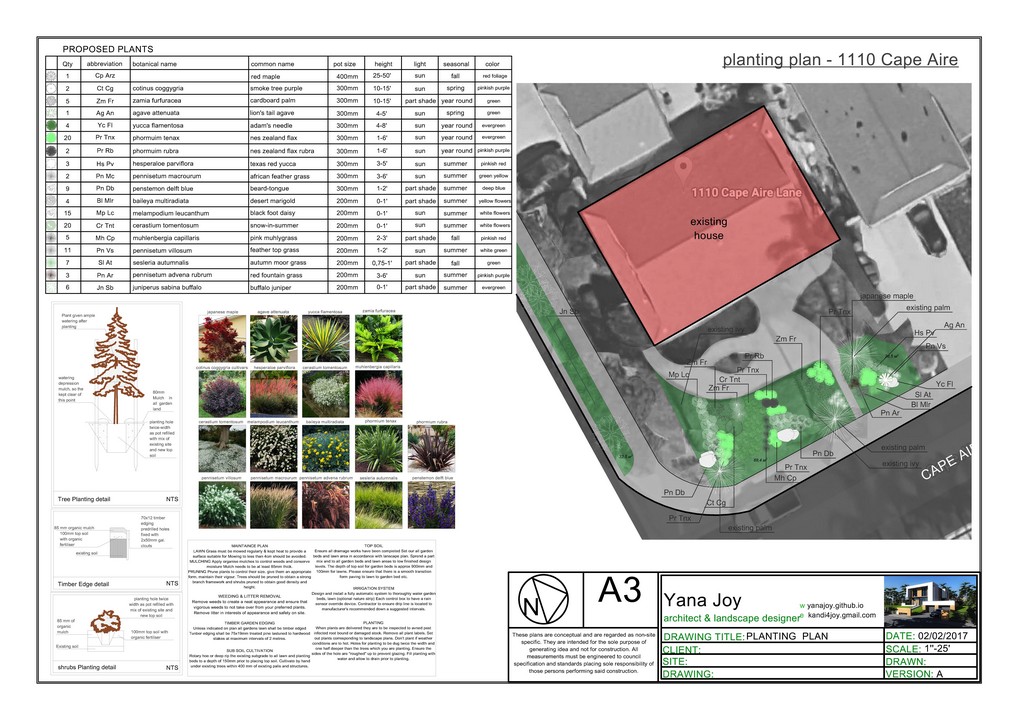 PROPOSED PLANTS
planting plan - 1110 Cape Aire
Qty abbreviation botanical name common name pot size height light seasonal color
1 Cp Arz red maple 400mm 25-50' sun fall red foliage
2 Ct Cg cotinus coggygria smoke tree purple 300mm 10-15' sun spring pinkish purple
5 Zm Fr zamia furfuracea cardboard palm 300mm 10-15' part shade year round green
1 Ag An agave attenuata lion's tail agave 300mm 4-5' sun spring green
4 Yc Fl yucca flamentosa adam's needle 300mm 4-8' sun year round evergreen
20 Pr Tnx phormuim tenax nes zealand flax 300mm 1-6' sun year round evergreen
2 Pr Rb phormuim rubra nes zealand flax rubra 300mm 1-6' sun year round pinkish purple
3 Hs Pv hesperaloe parviflora texas red yucca 300mm 3-5' sun summer pinkish red
2 Pn Mc pennisetum macrourum african feather grass 300mm 3-6' sun summer green yellow
9 Pn Db penstemon delft blue beard-tongue 300mm 1-2' part shade summer deep blue
4 Bl Mlr baileya multiradiata desert marigold 200mm 0-1' part shade summer yellow flowers
15 Mp Lc melampodium leucanthum black foot daisy 200mm 0-1' sun summer white flowers
20 Cr Tnt cerastium tomentosum snow-in-summer 200mm 0-1' sun summer white flowers
5 Mh Cp muhlenbergia capillaris pink muhlygrass 200mm 2-3' part shade fall pinkish red
11 Pn Vs pennisetum villosum feather top grass 200mm 1-2' sun summer white green
7 Sl At sesleria autumnalis autumn moor grass 200mm 0,75-1' part shade fall green
3 Pn Ar pennisetum advena rubrum red fountain grass 200mm 3-6' sun summer pinkish purple
6 Jn Sb juniperus sabina buffalo buffalo juniper 200mm 0-1' part shade summer evergreen
1110 Cape Aire Lane
existing
house
japanese maple
existing palm
Ag An
Hs Pv
Pn Vs
Yc Fl
Sl At
Bl Mlr
Pn Ar
existing palm
existing ivy
CAPE AI
Pr Tnx
Zm Fr
existing ivy
Pr Rb
Pr Tnx
Cr Tnt
Zm Fr
Zm Fr
Mp Lc
Jn Sb
Pn Db
Pr Tnx
Mh Cp
Pn Db
Ct Cg
Pr Tnx
existing palm
Plant given ample
watering after
planting
watering
depression
mulch, so the
kept clear of
this point
80mm
Mulch in
all garden
land
planting hole
twice-width
as pot refilled
with mix of
existing site
and new top
soil
Tree Planting detail NTS
85 mm organic mulch
100mm top soil
with organic
fertiliser
existing soil
70x12 timber
edging
predrilled holes
fixed with
2x50mm gal.
clouts
Timber Edge detail NTS
planting hole twice
width as pot refilled with
mix of existing site and
new top soil
85 mm of
organic
mulch
100mm top soil with
organic fertiliser
Existing soil
shrubs Planting detail NTS
japanese maple agave attenuata yucca flamentosa zamia furfuracea
cotinus coggygria cultivars hesperaloe parviflora cerastium tomentosum muhlenbergia capillaris
cerastium tomentosum melampodium leucanthum baileya multiradiata phormium tenax phormium rubra
pennisetum villosum pennisetum macrourum pennisetum advena rubrum sesleria autumnalis penstemon delft blue
MAINTAINCE PLAN
LAWN Grass must be mowed regularly & kept heat to provide a
surface suitable for Mowing to less than 4cm should be avoided.
MULCHING Apply organine mulches to control weeds and conserve
moisture Mulch needs to be at least 85mm thick.
PRUNING Prune plants to control their size, give them an appropriate
form, maintain their vigour. Trees should be pruned to obtain a strong
branch framework and shrubs pruned to obtain good density and
height.
WEEDING & LITTER REMOVAL
Remove weeds to create a neat appearance and ensure that
vigorous weeds to not take over from your preferred plants.
Remove litter in interests of appearance and safety on site.
TIMBER GARDEN EDGING
Unless indicated on plan all gardens lawn shall be timber edged
Timber edging shall be 75x19mm treated pine fastened to hardwood
stakes at maximum intervals of 2 metres.
SUB SOIL CULTIVATION
Rotary hoe or deep rip the existing subgrade to all lawn and planting
beds to a depth of 150mm prior to placing top soil. Cultivate by hand
under existing trees within 400 mm of existing pats and structures.
TOP SOIL
Ensure all drainage works have been competed Set out all garden
beds and lawn area in accordance with lanscape plan. Spread a part
mix and to all garden beds and lawn areas to low finished design
levels. The depth of top soil for garden beds to approx 900mm and
100mm for lawn. Please ensure that there is a smooth transition
form paving to lawn to garden bed etc.
IRRIGATION SYSTEM
Design and install a fully automatic system to thoroughly water garden
beds, lawn (optional nature strip) Each control box to have a rain
sensor override device. Contractor to ensure drip line is located to
manufacturer's recommended drain a suggested intervals.
PLANTING
When plants are delivered they are to be inspected to avoid past
infected root bound or damaged stock. Remove all plant labels. Set
out plants corresponding to landscape plans. Don't plant if weather
conditions are to hot. Holes for planting to be twice the width and
one half deeper than the trees which you are planting. Ensure the
sides of the hole are "roughed" up to prevent glazing. Fill planting with
water and allow to drain prior to planting.
N
A3
These plans are conceptual and are regarded as non-site
specific. They are intended for the sole purpose of
generating idea and not for construction. All
measurements must be engineered to council
specification and standards placing sole responsibility of
those persons performing said construction.
Yana Joy
architect & landscape designer
w yanajoy.github.io
e kandi4joy.gmail.com
DRAWING TITLE: PLANTING PLAN
CLIENT:
SITE:
DRAWING:
DATE: 02/02/2017
SCALE: 1"-25'
DRAWN:
VERSION: A